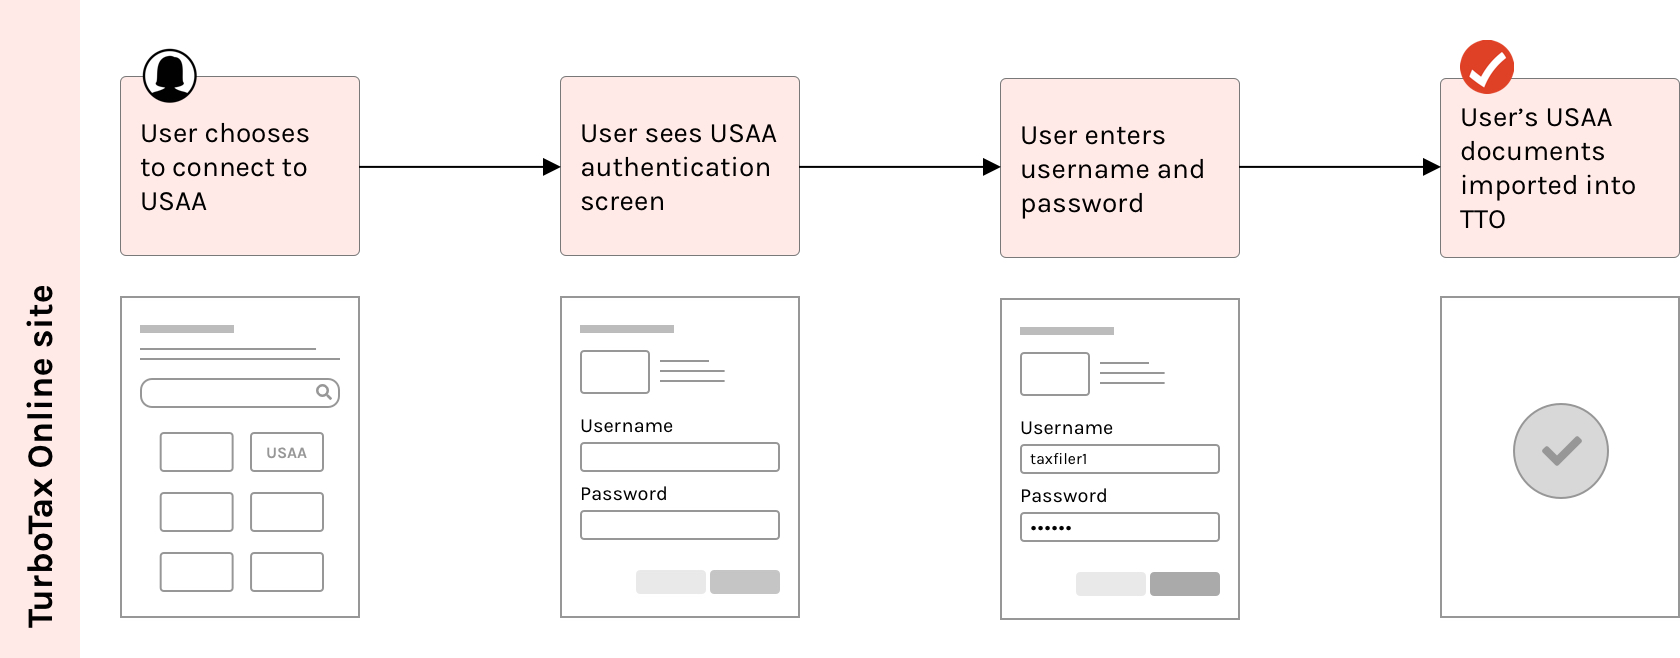 TurboTax Online site
User chooses
to connect to
USAA
User sees USAA
authentication
screen
User enters
username and
password
User’s USAA
documents
imported into
TTO
USAA
Username
Password
Username
taxfiler1
Password
••••••